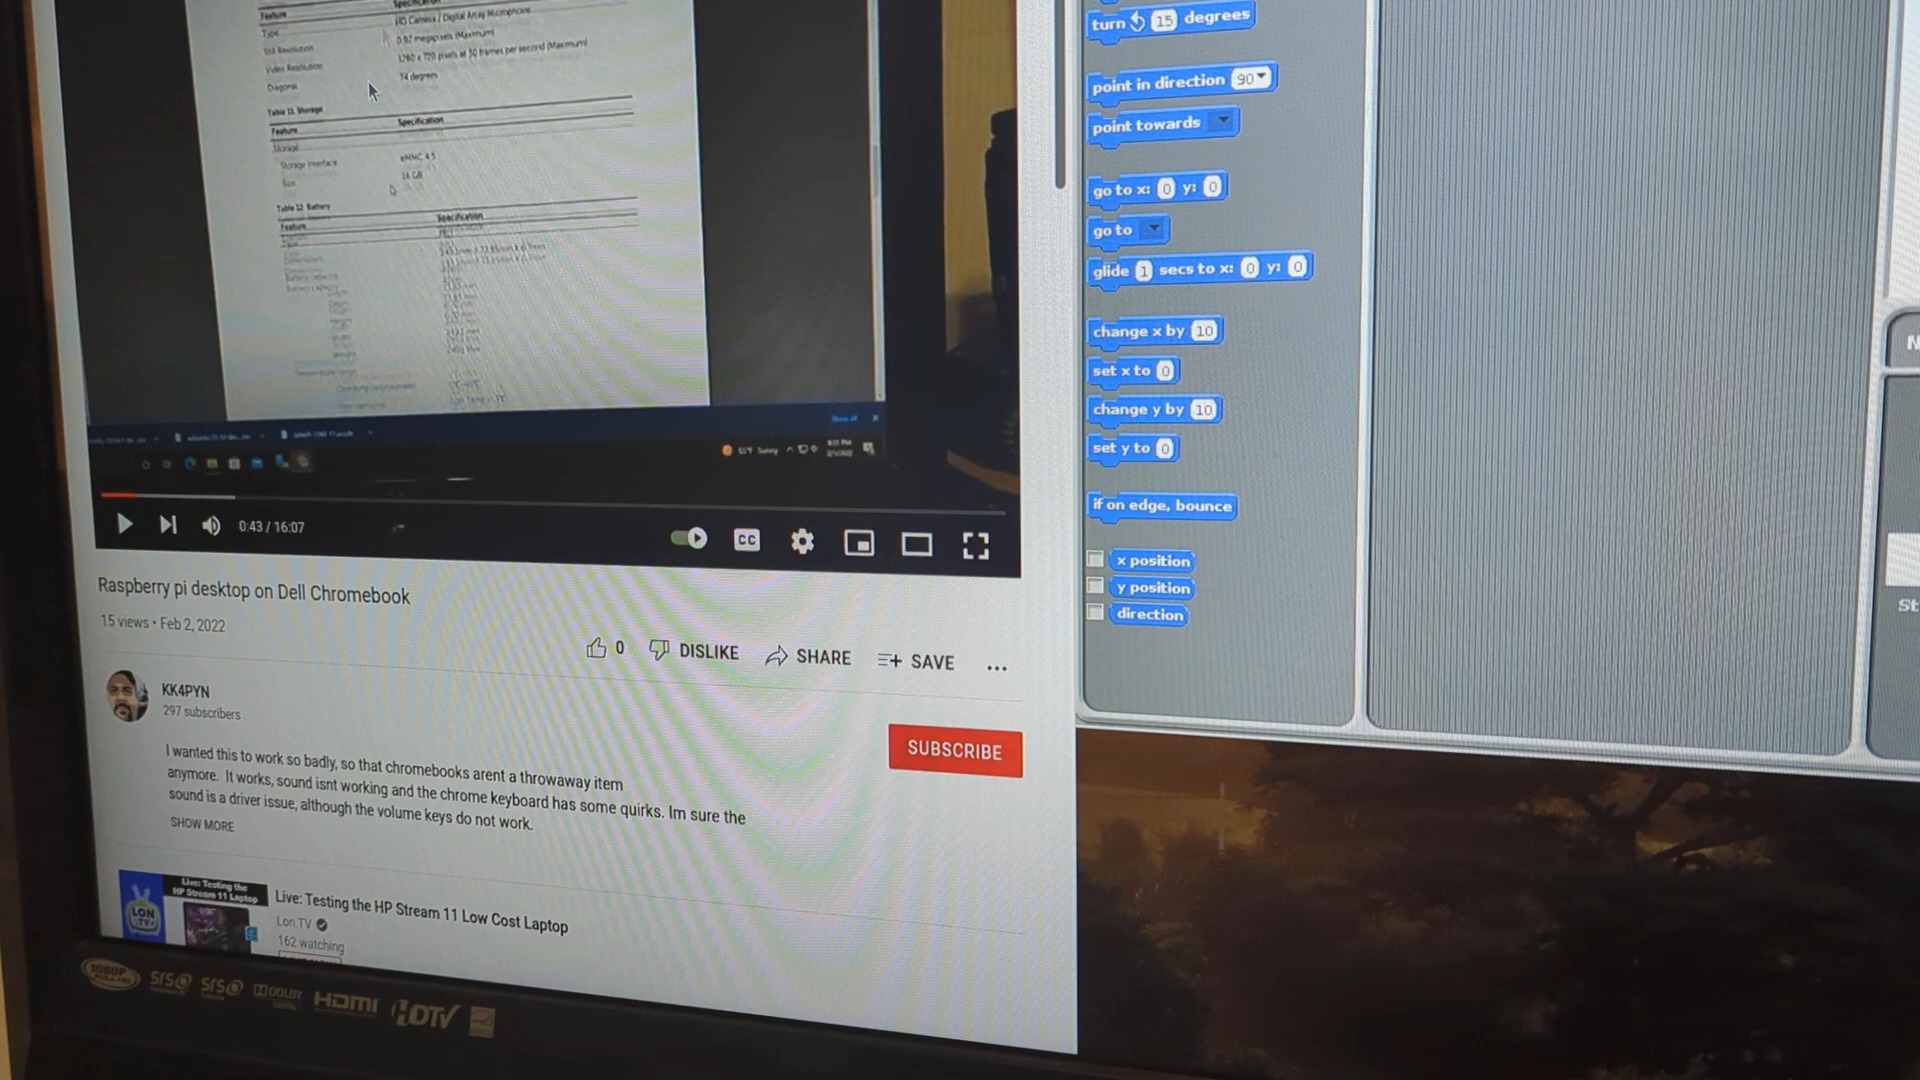 Feature
Specification
Type
HD Camera / Digital Array Microphone
Still Resolution
0.92 megapixels (Maximum)
Video Resolution
1280 x 720 pixels at 30 frames per second (Maximum)
Diagonal
74 degrees
Table 11. Storage
Feature
Specification
Storage
Storage Interface
eMMC 4.5
Size
16 GB
Table 12. Battery
Feature
Specification
Show all
61°F Sunny
0:43 / 16:07
CC
Raspberry pi desktop on Dell Chromebook
15 views • Feb 2, 2022
0
DISLIKE
SHARE
SAVE
KK4PYN
297 subscribers
SUBSCRIBE
I wanted this to work so badly, so that chromebooks arent a throwaway item
anymore. It works, sound isnt working and the chrome keyboard has some quirks. Im sure the
sound is a driver issue, although the volume keys do not work.
SHOW MORE
Live: Testing the
HP Stream 11 Laptop
LON
.TV
Live: Testing the HP Stream 11 Low Cost Laptop
Lon.TV
162 watching
1080P
FULL HD
SRS
SRS
DOLBY
DIGITAL
HDMI
HDTV
turn 15 degrees
point in direction 90
point towards
go to x: 0 y: 0
go to
glide 1 secs to x: 0 y: 0
change x by 10
set x to 0
change y by 10
set y to 0
if on edge, bounce
x position
y position
direction
N
St